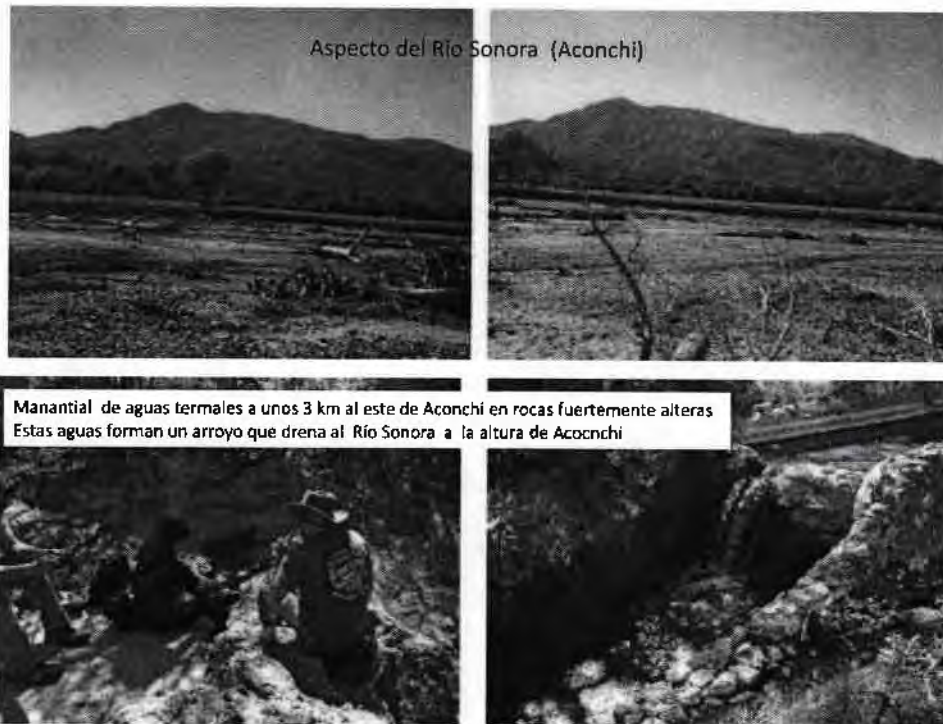 Aspecto del Río Sonora (Aconchi)
Manantial de aguas termales a unos 3 km al este de Aconchi en rocas fuertemente alteras
Estas aguas forman un arroyo que drena al Río Sonora a la altura de Acocnchi